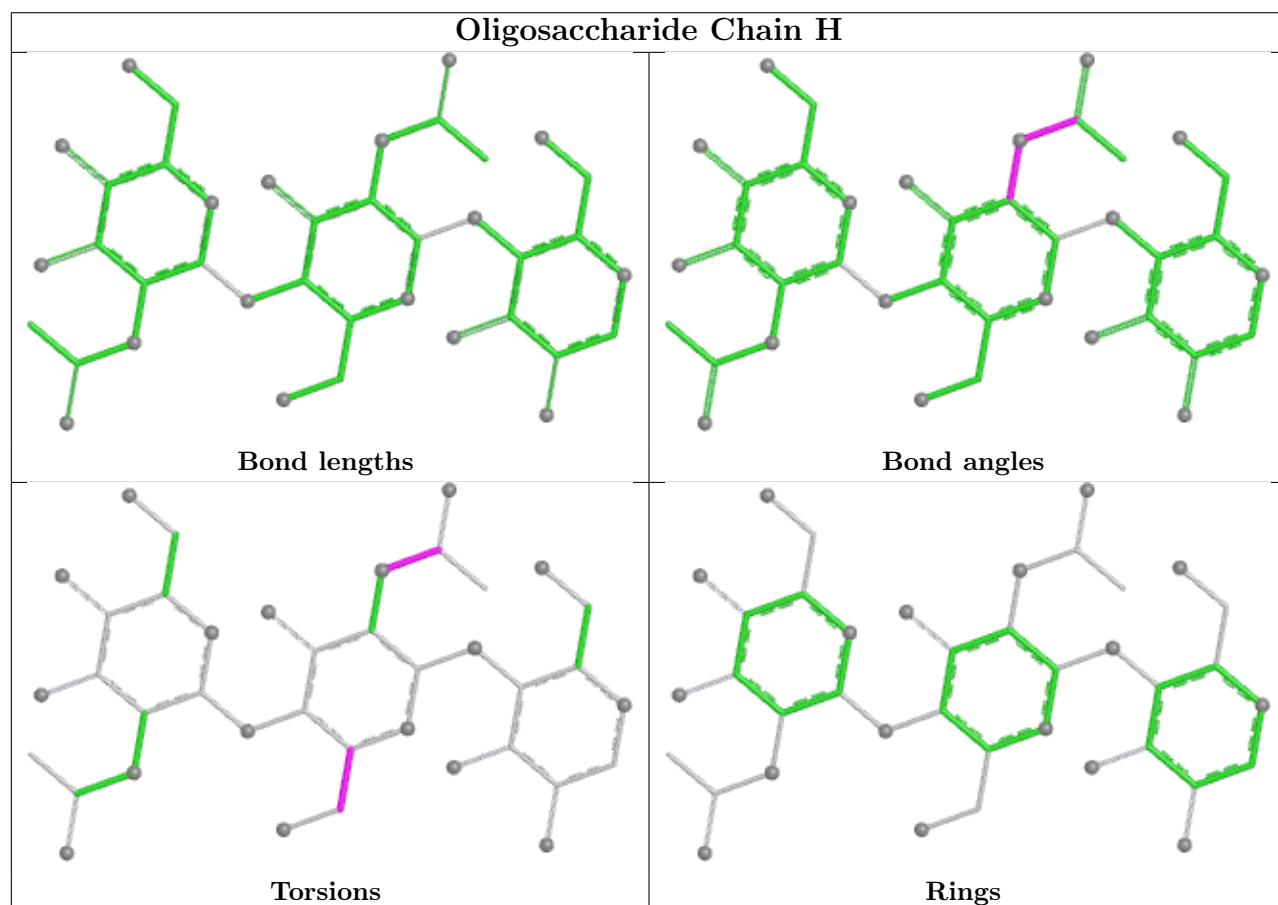 Oligosaccharide Chain H
Bond lengths
Bond angles
Torsions
Rings